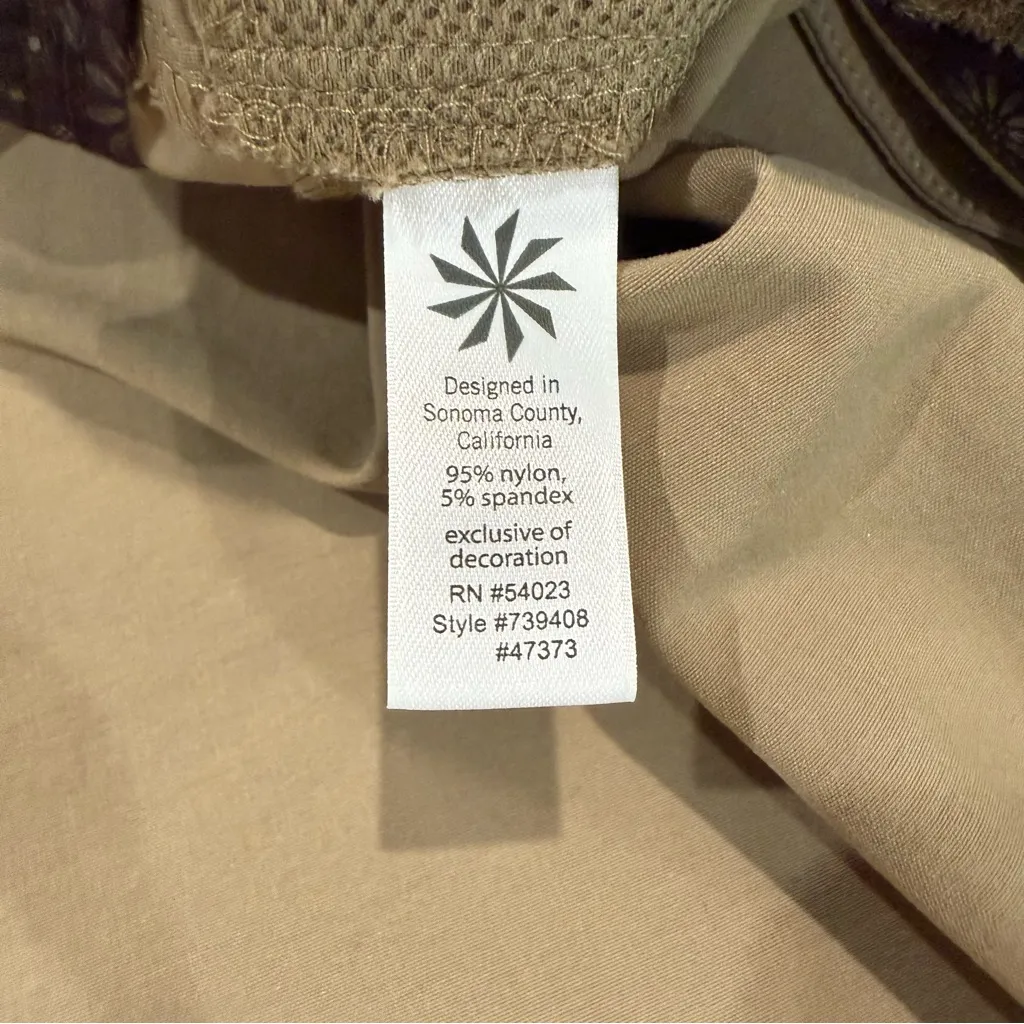 Designed in
Sonoma County,
California
95% nylon,
5% spandex
exclusive of
decoration
RN #54023
Style #739408
#47373